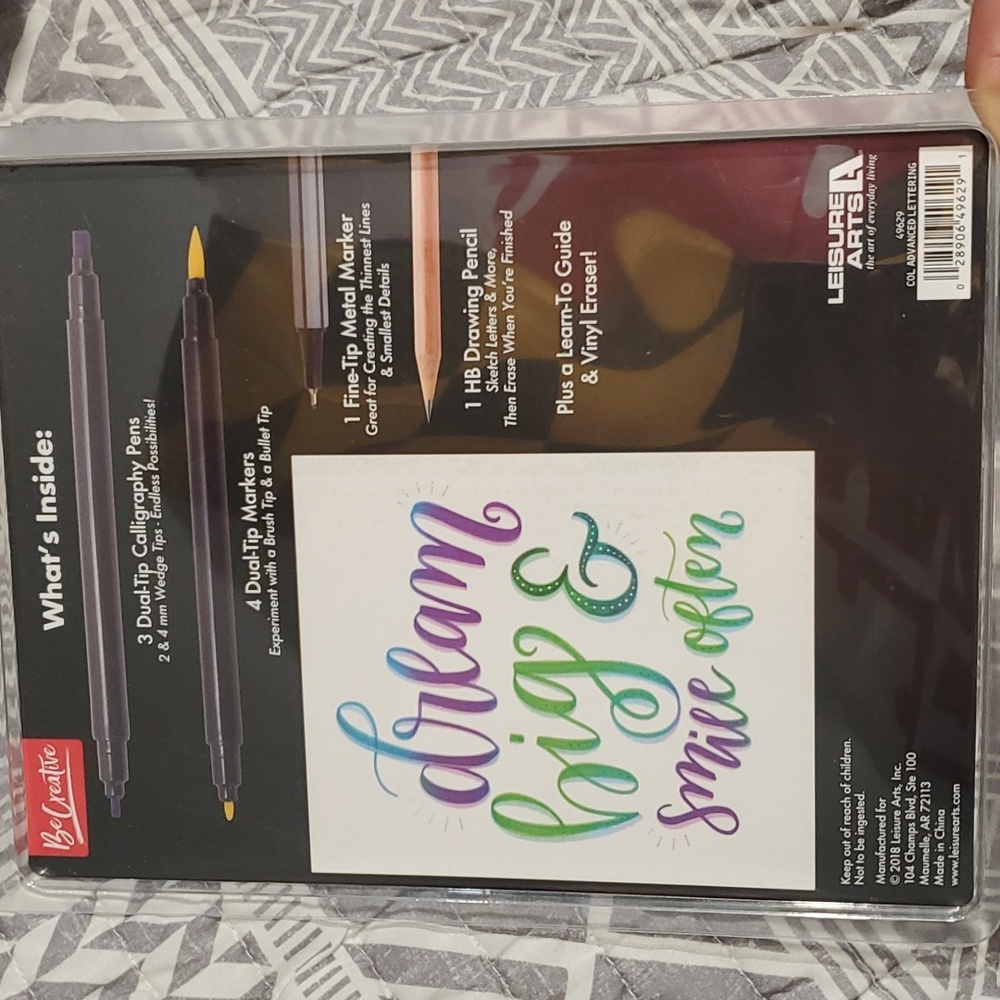 Be Creative
What's Inside:
3 Dual-Tip Calligraphy Pens
2 & 4 mm Wedge Tips - Endless Possibilities!
4 Dual-Tip Markers
Experiment with a Brush Tip & a Bullet Tip
1 Fine-Tip Metal Marker
Great for Creating the Thinnest Lines
& Smallest Details
1 HB Drawing Pencil
Sketch Letters & More,
Then Erase When You're Finished
Plus a Learn-To Guide
& Vinyl Eraser!
dream
big &
smile often
Keep out of reach of children.
Not to be ingested.
Manufactured for
© 2018 Leisure Arts, Inc.
104 Champs Blvd, Ste 100
Maumelle, AR 72113
Made in China
www.leisurearts.com
LEISURE
ARTS
the art of everyday living
49629
COL ADVANCED LETTERING
0 28906 49629 1